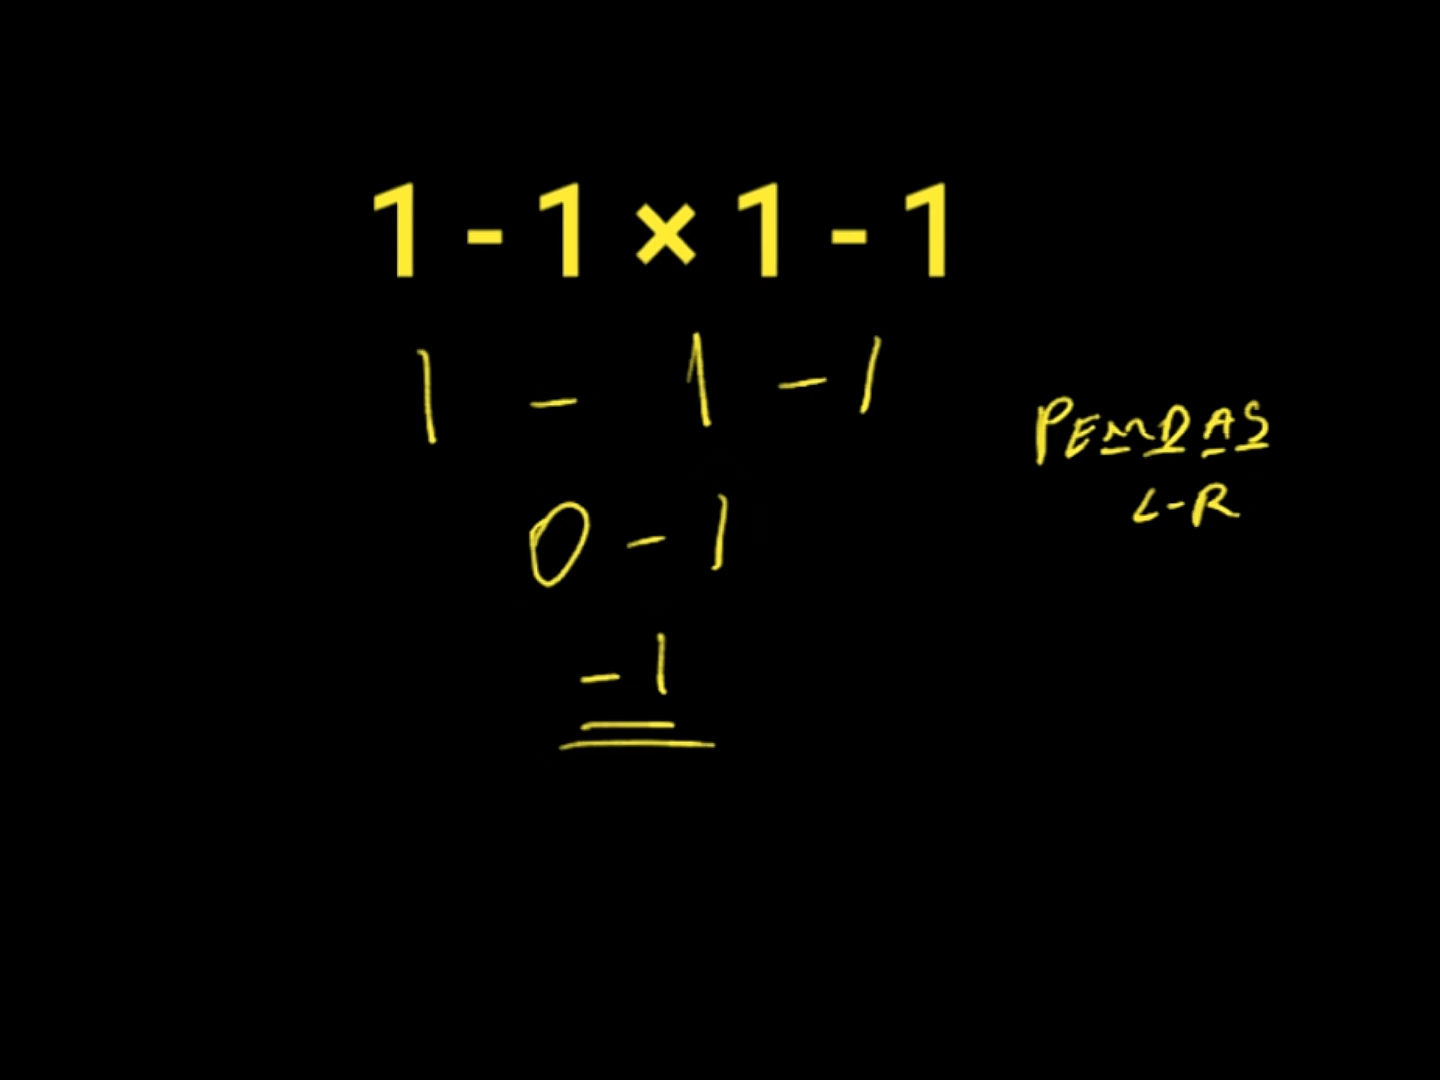 1 - 1 × 1 - 1
1 - 1 - 1
PEMDAS
L-R
0 - 1
-1